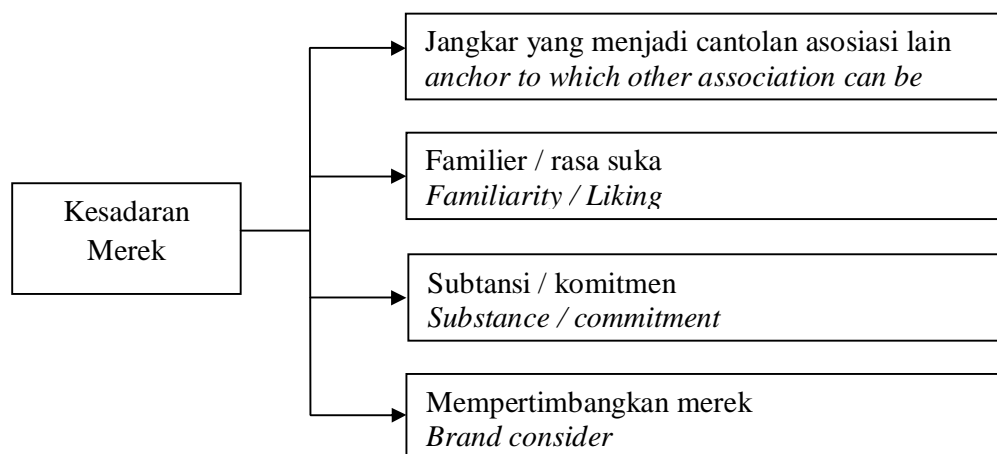 Jangkar yang menjadi cantolan asosiasi lain
anchor to which other association can be
Familier / rasa suka
Familiarity / Liking
Kesadaran
Merek
Subtansi / komitmen
Substance / commitment
Mempertimbangkan merek
Brand consider